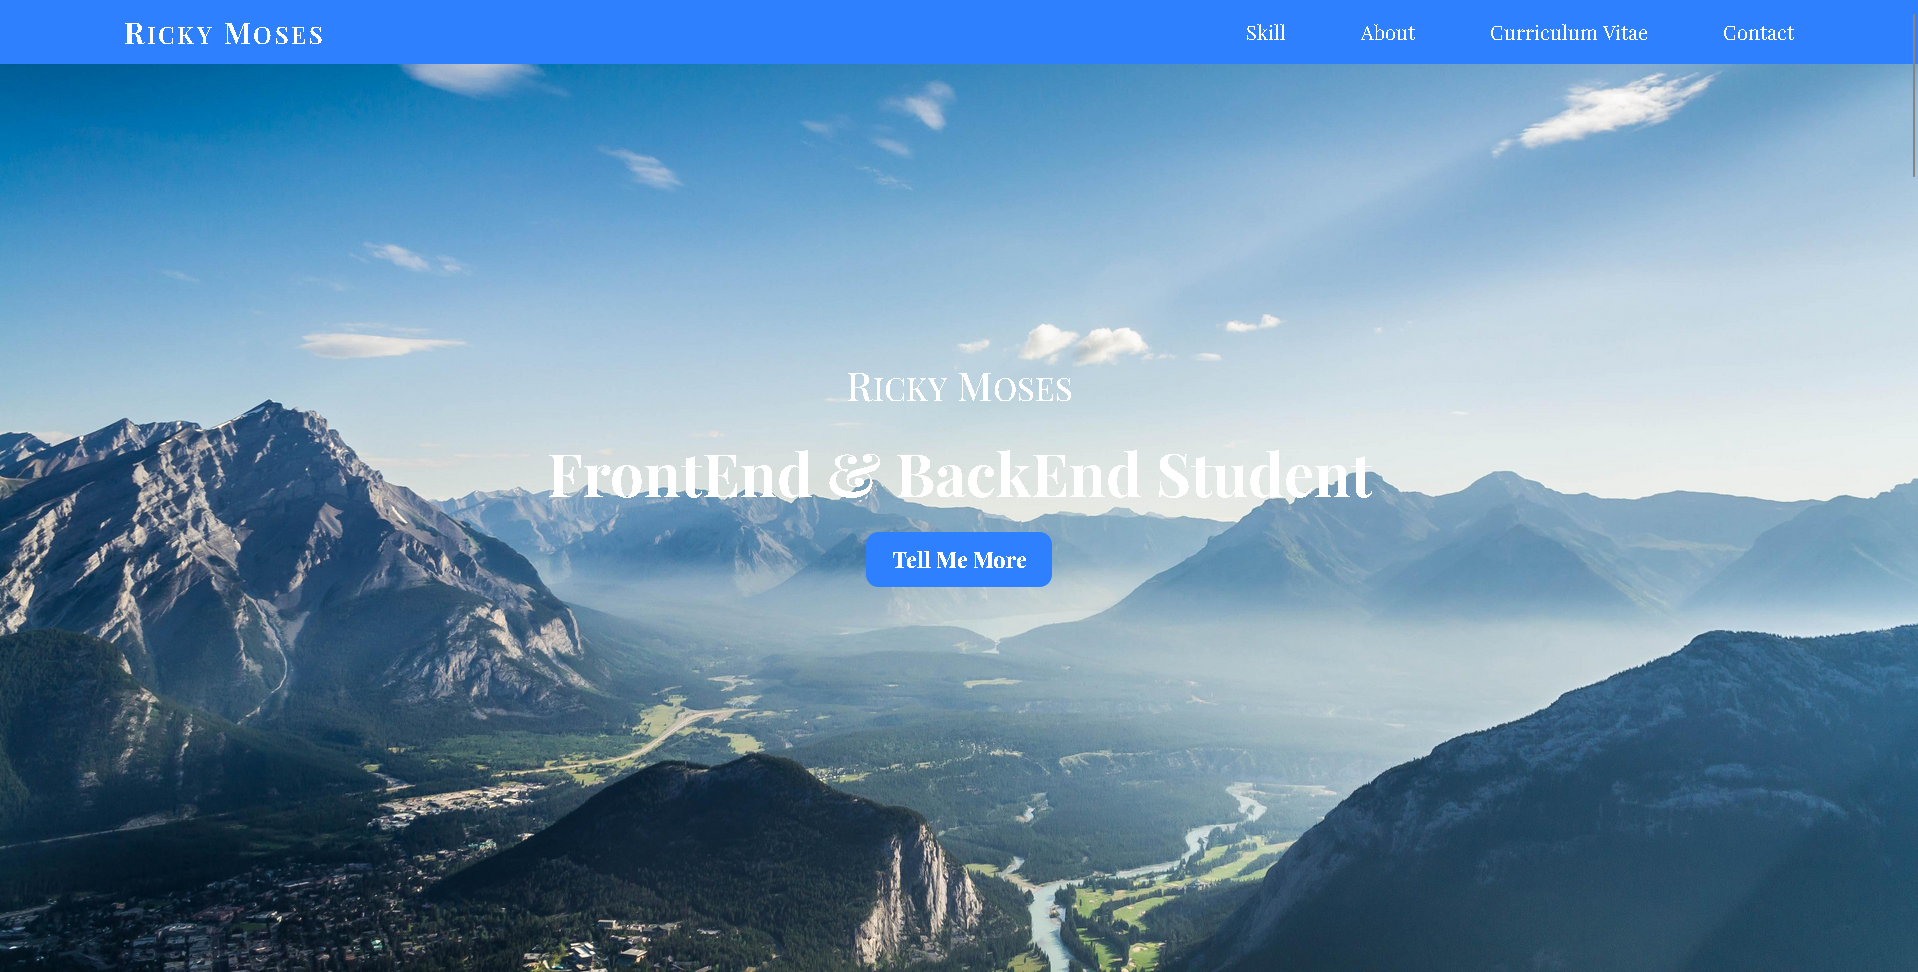 Ricky Moses
Skill About Curriculum Vitae Contact
Ricky Moses
FrontEnd & BackEnd Student
Tell Me More